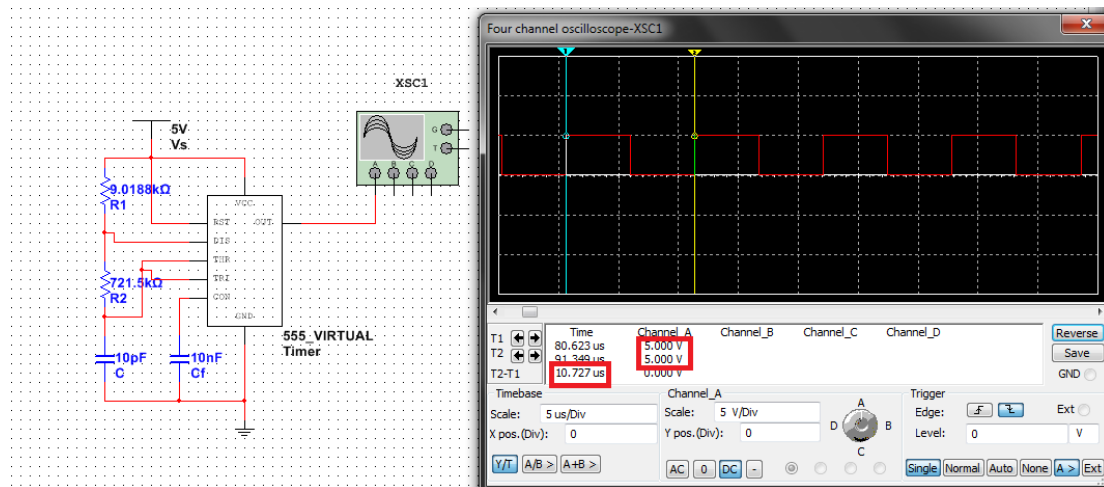 XSC1
G
T
A B C D
5V
Vs
9.0188kΩ
R1
721.5kΩ
R2
10pF
C
10nF
Cf
VCC
RST OUT
DIS
THR
TRI
CON
GND
555_VIRTUAL
Timer
Four channel oscilloscope-XSC1
X
1 2
Time Channel_A Channel_B Channel_C Channel_D
T1 80.623 us 5.000 V
T2 91.349 us 5.000 V
T2-T1 10.727 us 0.000 V
Reverse
Save
GND
Timebase
Scale: 5 us/Div
X pos.(Div): 0
Y/T A/B > A+B >
Channel_A
Scale: 5 V/Div
Y pos.(Div): 0
AC 0 DC -
A
B
C
D
Trigger
Edge: Ext
Level: 0 V
Single Normal Auto None A > Ext